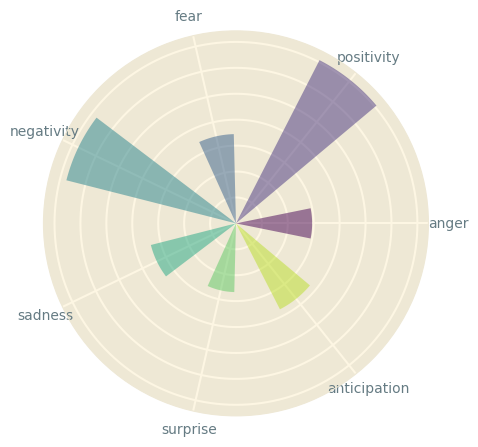 fear
positivity
negativity
anger
sadness
anticipation
surprise